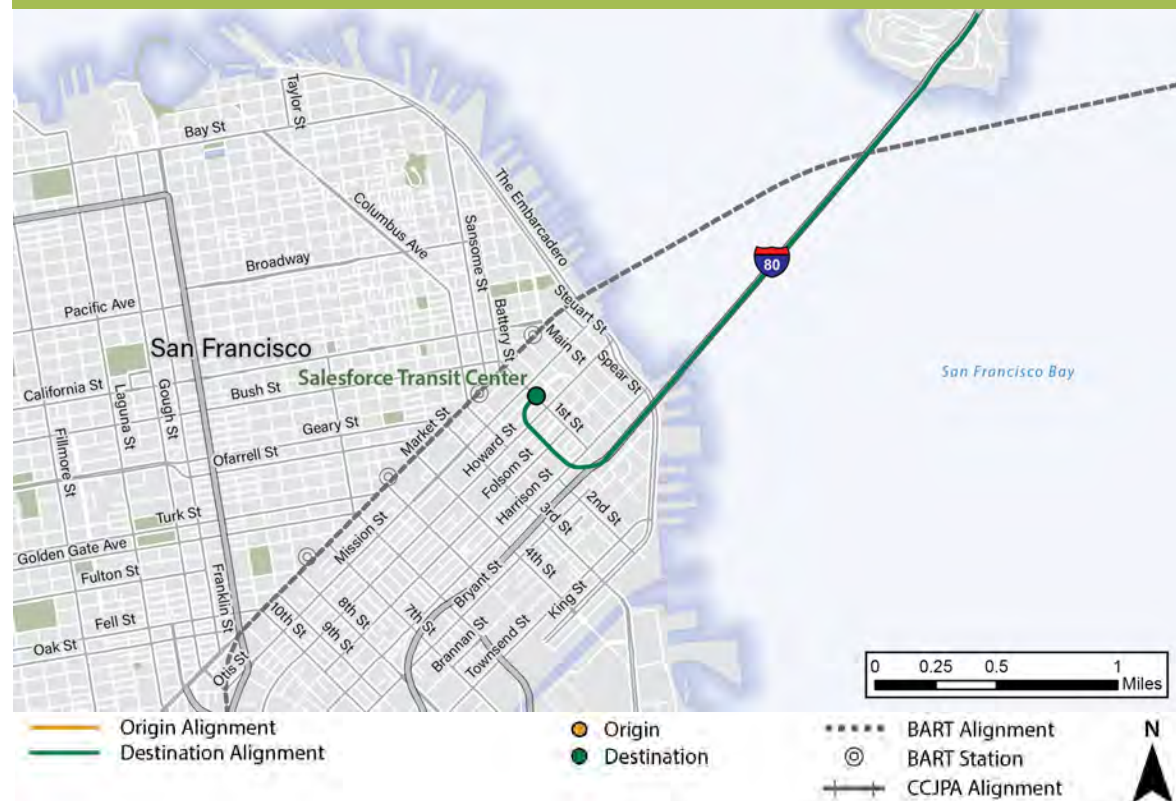 Taylor St
Bay St
The Embarcadero
Columbus Ave
Sansome St
Broadway
80
Pacific Ave
Battery St
Steuart St
San Francisco
Main St
Spear St
Salesforce Transit Center
San Francisco Bay
California St
Laguna St
Gough St
Bush St
1st St
Geary St
Market St
Howard St
Fillmore St
Ofarrell St
Folsom St
Harrison St
2nd St
Turk St
3rd St
Mission St
Golden Gate Ave
4th St
Fulton St
Franklin St
Bryant St
King St
8th St
7th St
Fell St
10th St
9th St
Brannan St
Townsend St
Oak St
Otis St
0 0.25 0.5 1
Miles
Origin Alignment
Destination Alignment
Origin
Destination
BART Alignment
BART Station
CCJPA Alignment
N